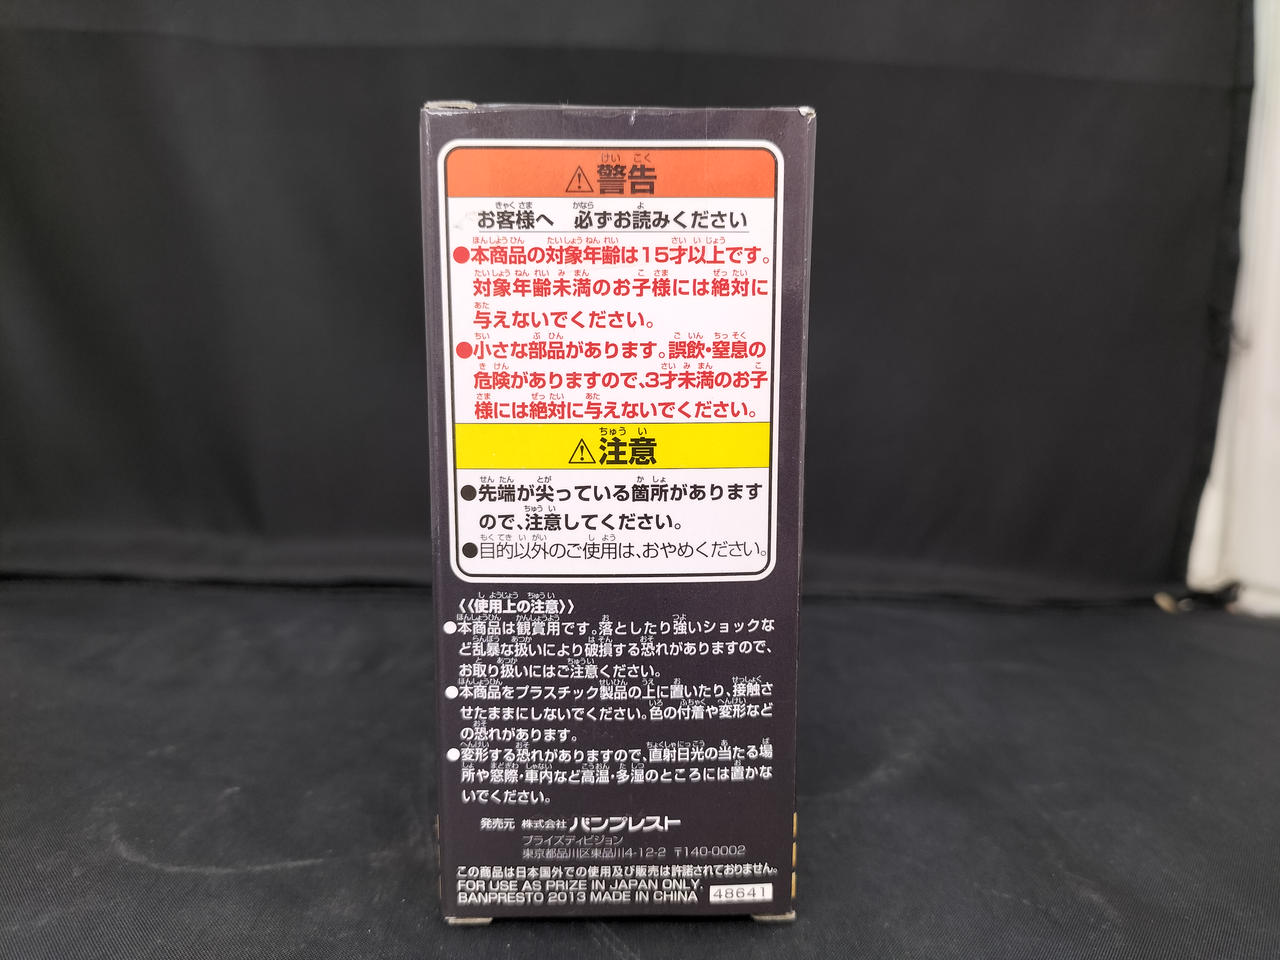 ⚠警告
お客様へ 必ずお読みください
●本商品の対象年齢は15才以上です。
対象年齢未満のお子様には絶対に
与えないでください。
●小さな部品があります。誤飲・窒息の
危険がありますので、3才未満のお子
様には絶対に与えないでください。
⚠注意
●先端が尖っている箇所があります
ので、注意してください。
●目的以外のご使用は、おやめください。
《使用上の注意》
●本商品は観賞用です。落としたり強いショックな
ど乱暴な扱いにより破損する恐れがありますので、
お取り扱いにはご注意ください。
●本商品をプラスチック製品の上に置いたり、接触さ
せたままにしないでください。色の付着や変形など
の恐れがあります。
●変形する恐れがありますので、直射日光の当たる場
所や窓際・車内など高温・多湿のところには置かな
いでください。
発売元 株式会社 バンプレスト
プライズディビジョン
東京都品川区東品川4-12-2 〒140-0002
この商品は日本国外での使用及び販売は許諾されておりません。
FOR USE AS PRIZE IN JAPAN ONLY.
BANPRESTO 2013 MADE IN CHINA 48641